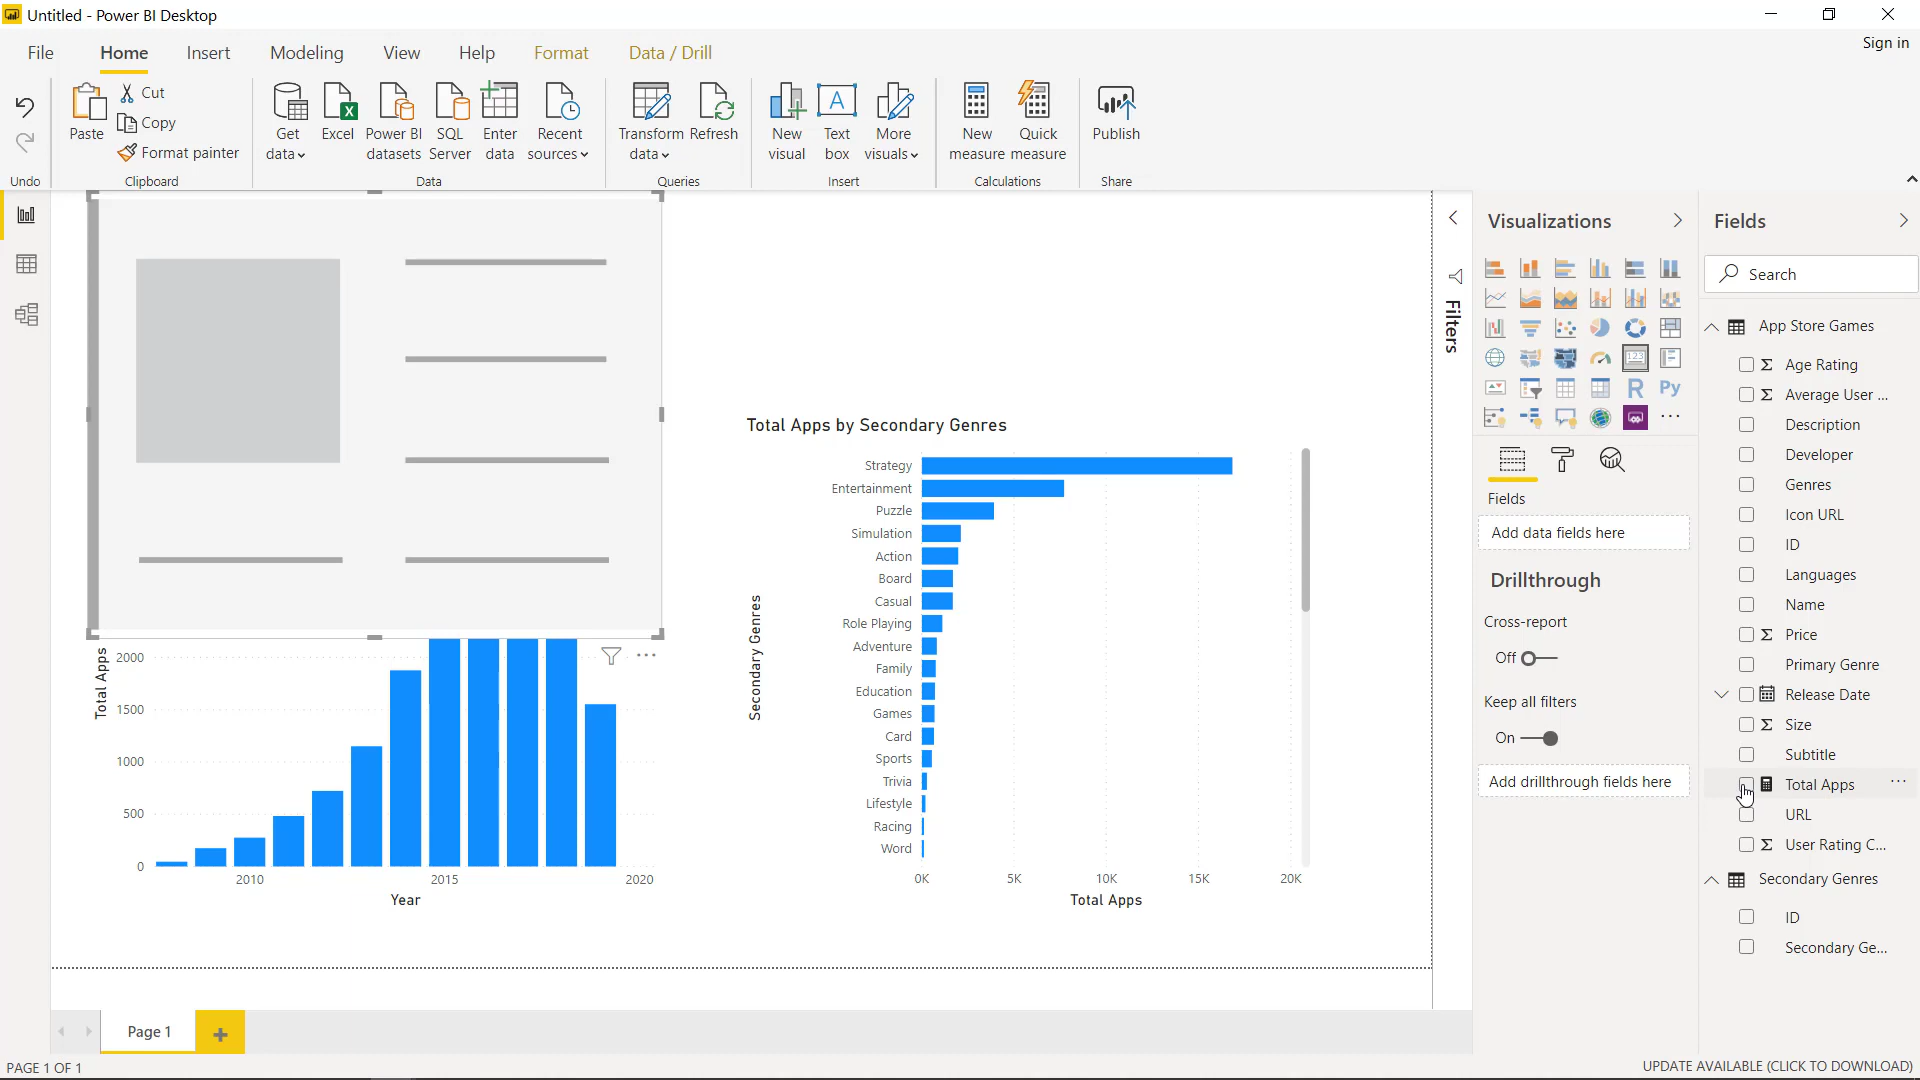 Untitled - Power BI Desktop
Sign in
File Home Insert Modeling View Help Format Data / Drill
Paste
Cut
Copy
Format painter
Get data
Excel
Power BI datasets
SQL Server
Enter data
Recent sources
Transform data
Refresh
New visual
Text box
More visuals
New measure
Quick measure
Publish
Undo Clipboard Data Queries Insert Calculations Share
Total Apps
2000
1500
1000
500
0
2010 2015 2020
Year
Total Apps by Secondary Genres
Secondary Genres
Strategy
Entertainment
Puzzle
Simulation
Action
Board
Casual
Role Playing
Adventure
Family
Education
Games
Card
Sports
Trivia
Lifestyle
Racing
Word
0K 5K 10K 15K 20K
Total Apps
Filters
Visualizations
123
R
Py
Fields
Add data fields here
Drillthrough
Cross-report
Off
Keep all filters
On
Add drillthrough fields here
Fields
Search
App Store Games
Σ Age Rating
Σ Average User ...
Description
Developer
Genres
Icon URL
ID
Languages
Name
Σ Price
Primary Genre
Release Date
Σ Size
Subtitle
Total Apps
URL
Σ User Rating C...
Secondary Genres
ID
Secondary Ge...
Page 1
PAGE 1 OF 1
UPDATE AVAILABLE (CLICK TO DOWNLOAD)